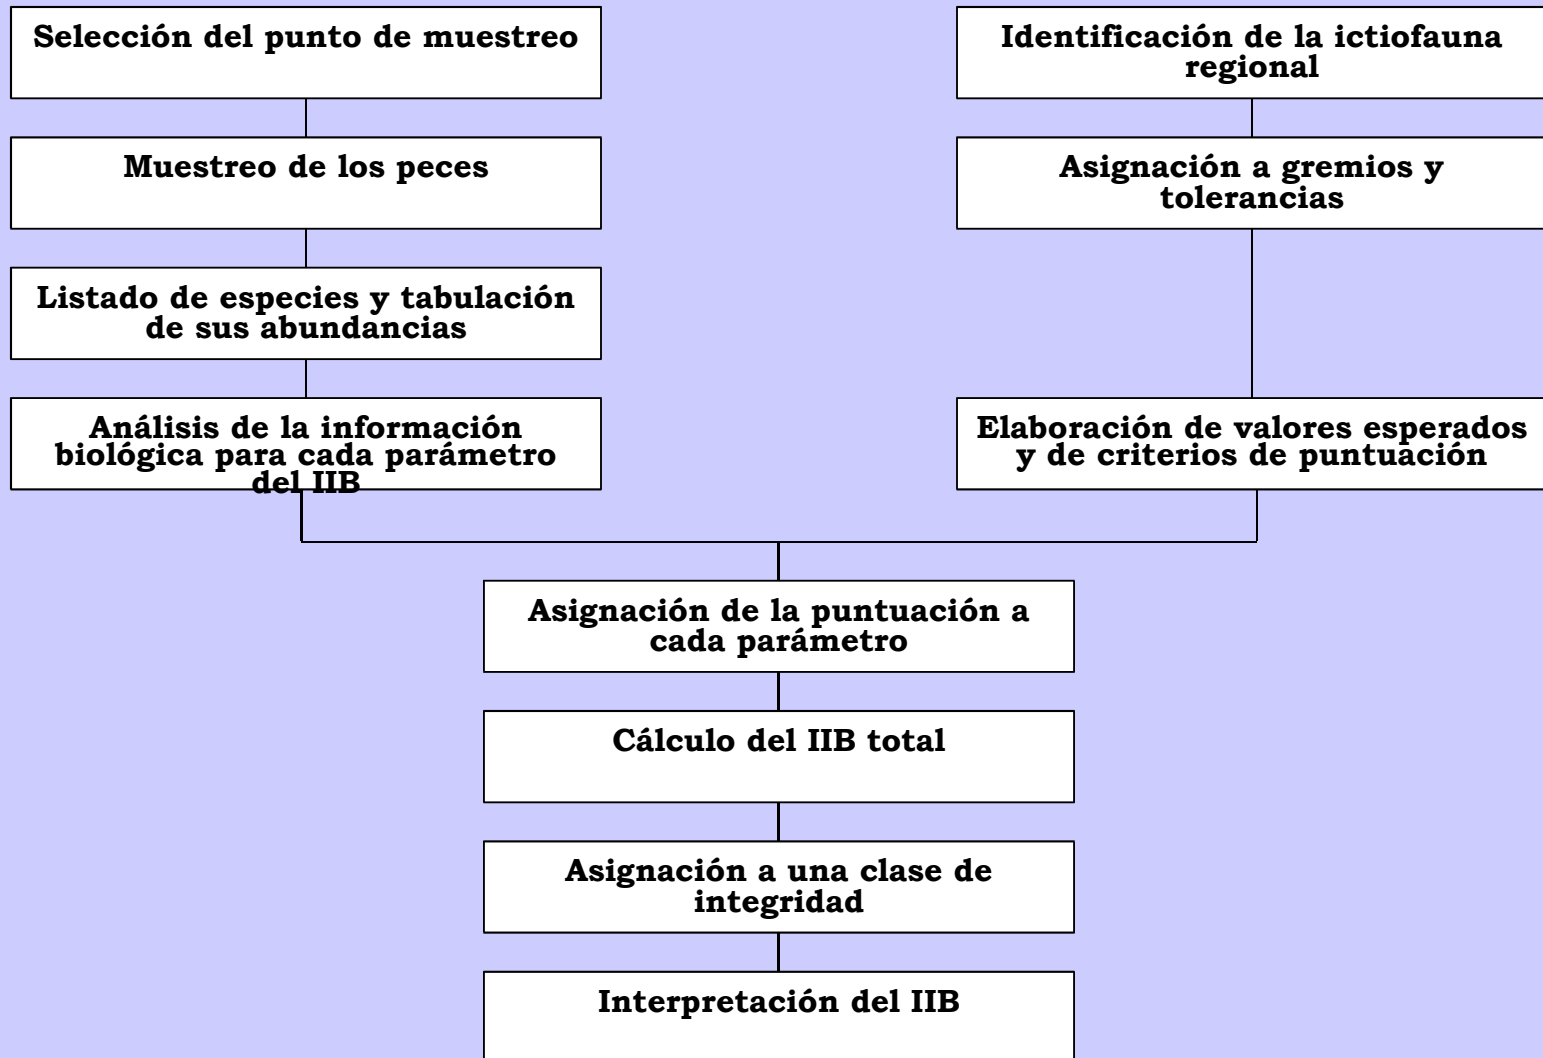 Selección del punto de muestreo
Identificación de la ictiofauna
regional
Muestreo de los peces
Asignación a gremios y
tolerancias
Listado de especies y tabulación
de sus abundancias
Análisis de la información
biológica para cada parámetro
del IIB
Elaboración de valores esperados
y de criterios de puntuación
Asignación de la puntuación a
cada parámetro
Cálculo del IIB total
Asignación a una clase de
integridad
Interpretación del IIB